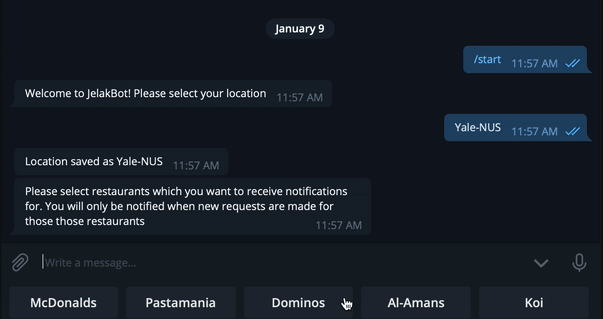 January 9
/start 11:57 AM
Welcome to JelakBot! Please select your location 11:57 AM
Yale-NUS 11:57 AM
Location saved as Yale-NUS 11:57 AM
Please select restaurants which you want to receive notifications
for. You will only be notified when new requests are made for
those those restaurants 11:57 AM
Write a message...
McDonalds Pastamania Dominos Al-Amans Koi